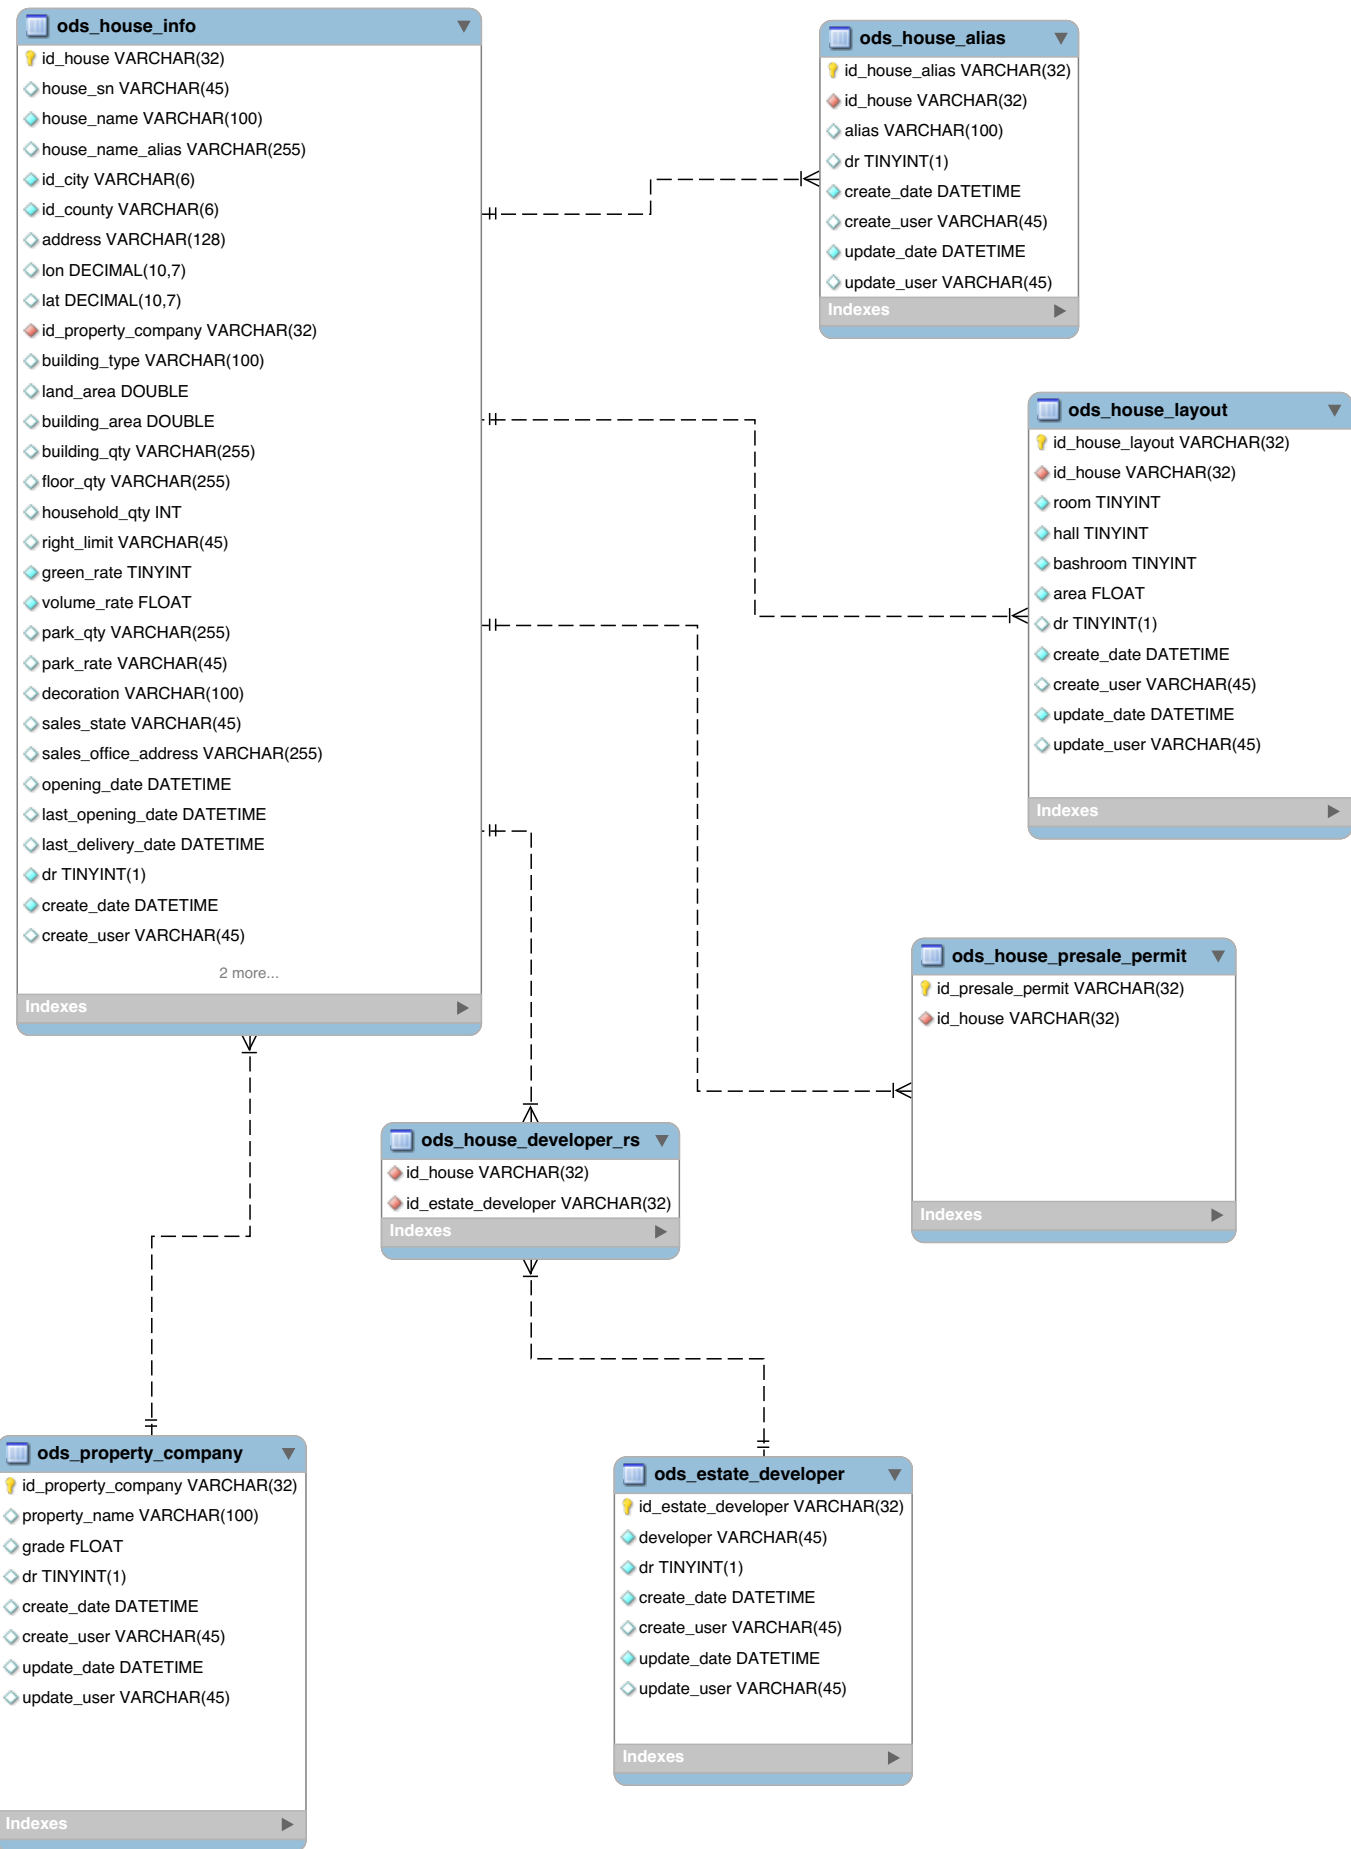 ods_house_info
id_house VARCHAR(32)
house_sn VARCHAR(45)
house_name VARCHAR(100)
house_name_alias VARCHAR(255)
id_city VARCHAR(6)
id_county VARCHAR(6)
address VARCHAR(128)
lon DECIMAL(10,7)
lat DECIMAL(10,7)
id_property_company VARCHAR(32)
building_type VARCHAR(100)
land_area DOUBLE
building_area DOUBLE
building_qty VARCHAR(255)
floor_qty VARCHAR(255)
household_qty INT
right_limit VARCHAR(45)
green_rate TINYINT
volume_rate FLOAT
park_qty VARCHAR(255)
park_rate VARCHAR(45)
decoration VARCHAR(100)
sales_state VARCHAR(45)
sales_office_address VARCHAR(255)
opening_date DATETIME
last_opening_date DATETIME
last_delivery_date DATETIME
dr TINYINT(1)
create_date DATETIME
create_user VARCHAR(45)
2 more...
Indexes
ods_house_alias
id_house_alias VARCHAR(32)
id_house VARCHAR(32)
alias VARCHAR(100)
dr TINYINT(1)
create_date DATETIME
create_user VARCHAR(45)
update_date DATETIME
update_user VARCHAR(45)
Indexes
ods_house_layout
id_house_layout VARCHAR(32)
id_house VARCHAR(32)
room TINYINT
hall TINYINT
bashroom TINYINT
area FLOAT
dr TINYINT(1)
create_date DATETIME
create_user VARCHAR(45)
update_date DATETIME
update_user VARCHAR(45)
Indexes
ods_house_presale_permit
id_presale_permit VARCHAR(32)
id_house VARCHAR(32)
Indexes
ods_house_developer_rs
id_house VARCHAR(32)
id_estate_developer VARCHAR(32)
Indexes
ods_property_company
id_property_company VARCHAR(32)
property_name VARCHAR(100)
grade FLOAT
dr TINYINT(1)
create_date DATETIME
create_user VARCHAR(45)
update_date DATETIME
update_user VARCHAR(45)
Indexes
ods_estate_developer
id_estate_developer VARCHAR(32)
developer VARCHAR(45)
dr TINYINT(1)
create_date DATETIME
create_user VARCHAR(45)
update_date DATETIME
update_user VARCHAR(45)
Indexes